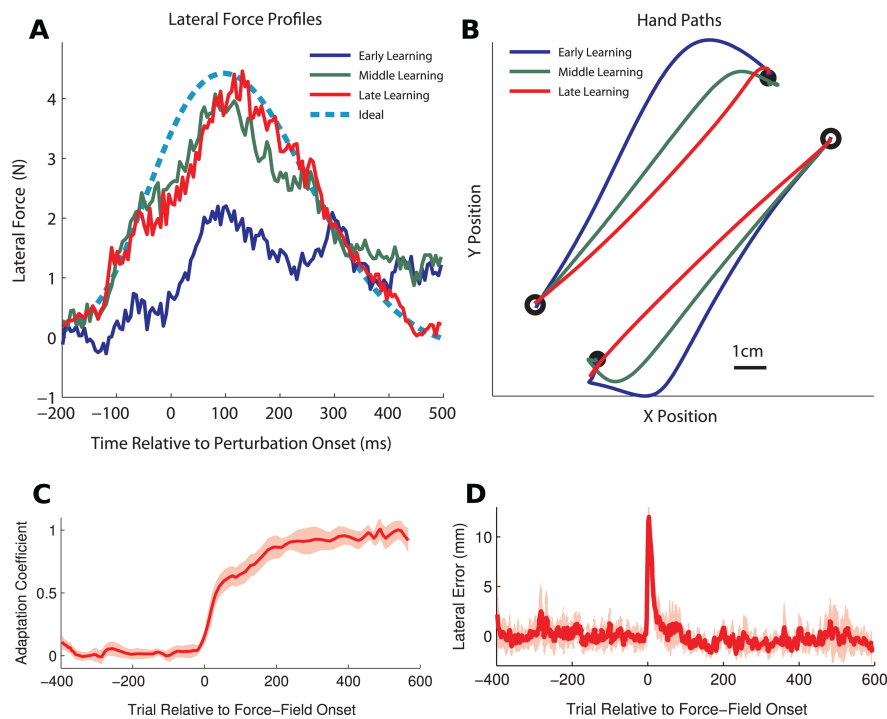 A
Lateral Force Profiles
Early Learning
Middle Learning
Late Learning
Ideal
Lateral Force (N)
4
3
2
1
0
−1
−200
−100
0
100
200
300
400
500
Time Relative to Perturbation Onset (ms)
B
Hand Paths
Early Learning
Middle Learning
Late Learning
Y Position
1cm
X Position
C
Adaptation Coefficient
1
0.5
0
−400
−200
0
200
400
600
Trial Relative to Force−Field Onset
D
Lateral Error (mm)
10
5
0
−400
−200
0
200
400
600
Trial Relative to Force−Field Onset